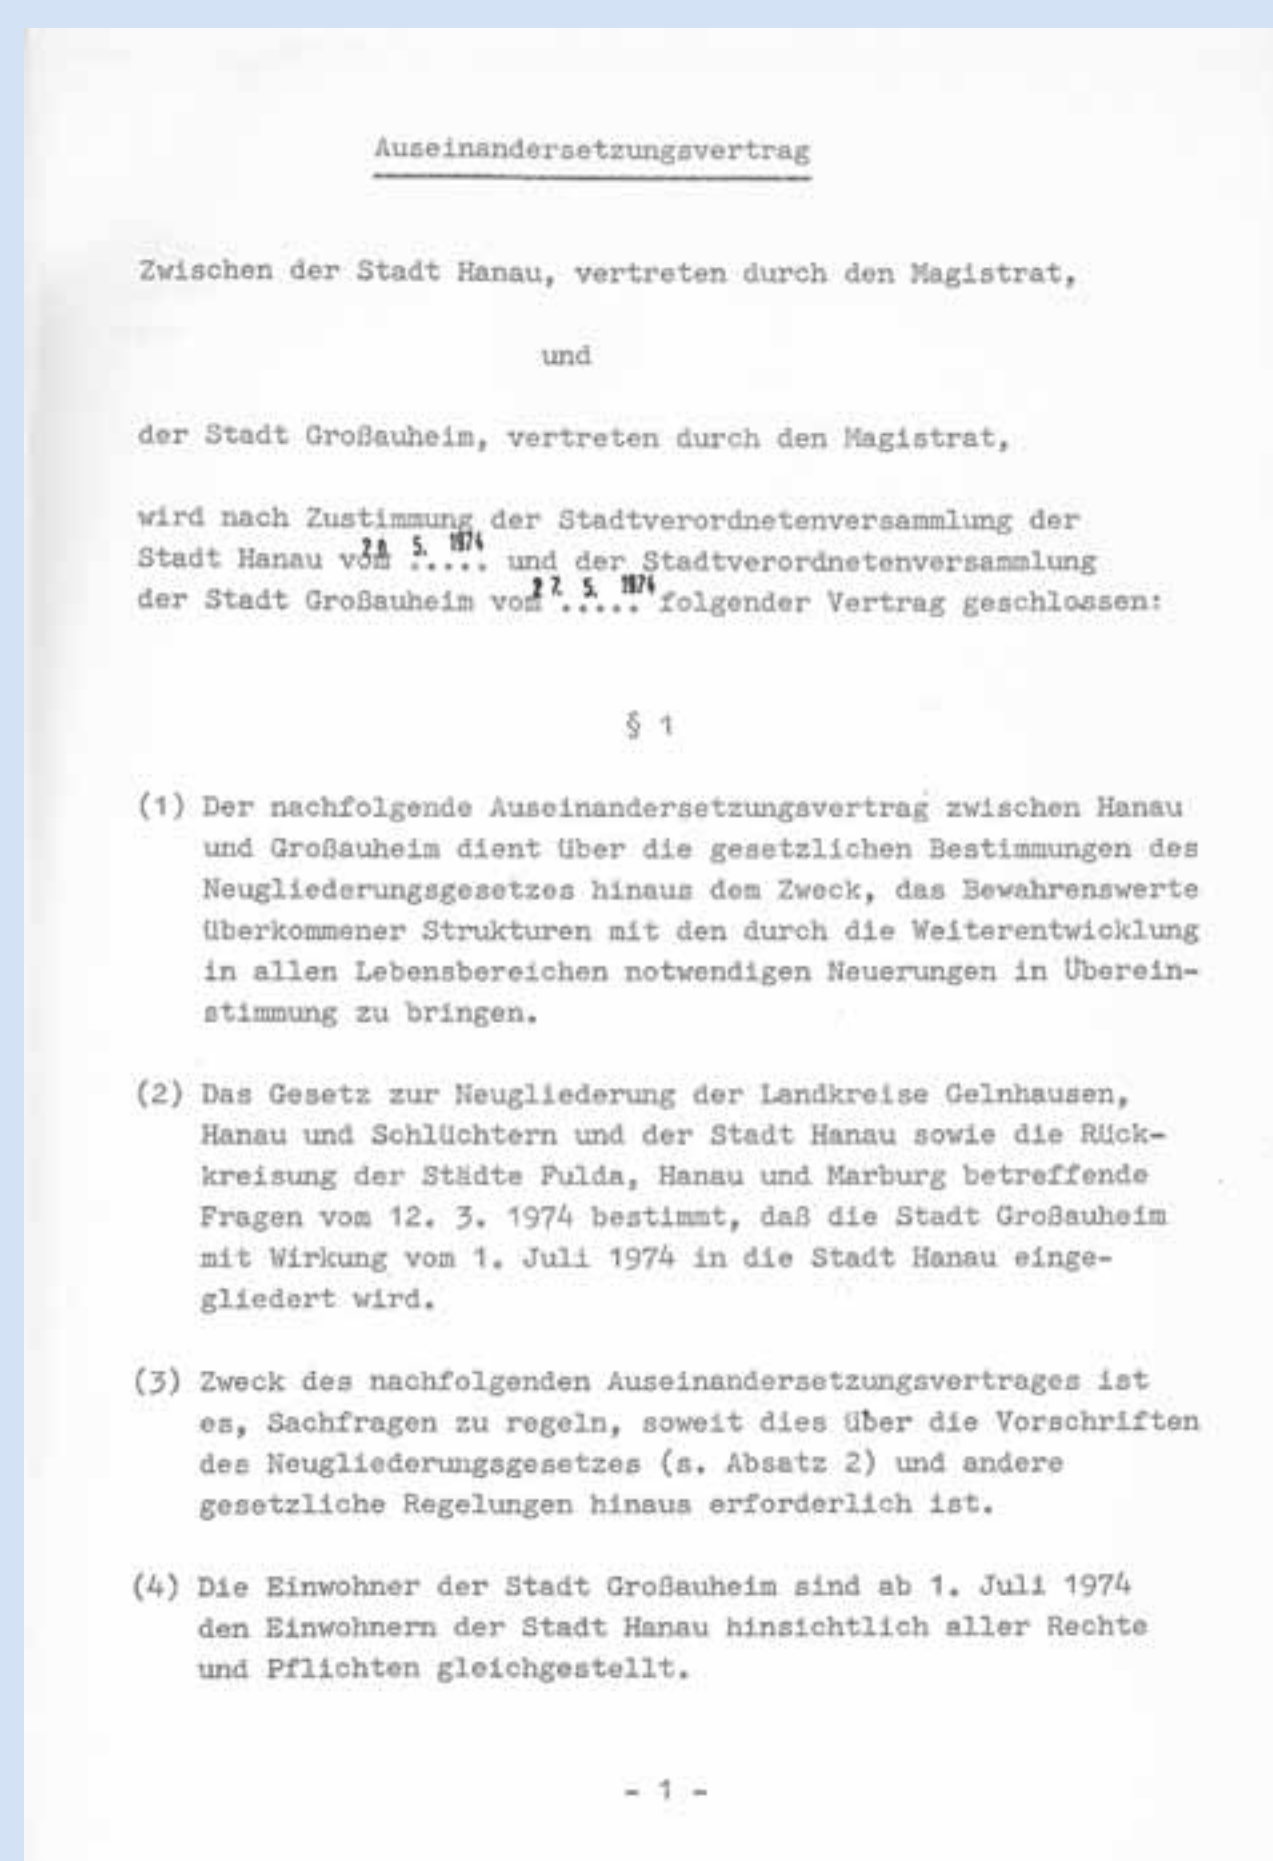 Auseinandersetzungsvertrag
Zwischen der Stadt Hanau, vertreten durch den Magistrat,
und
der Stadt Großauheim, vertreten durch den Magistrat,
wird nach Zustimmung der Stadtverordnetenversammlung der
Stadt Hanau vom 5. 1974 und der Stadtverordnetenversammlung
der Stadt Großauheim vom 27. 5. 1974 folgender Vertrag geschlossen:
§ 1
(1) Der nachfolgende Auseinandersetzungsvertrag zwischen Hanau
und Großauheim dient über die gesetzlichen Bestimmungen des
Neugliederungsgesetzes hinaus dem Zweck, das Bewahrenswerte
überkommener Strukturen mit den durch die Weiterentwicklung
in allen Lebensbereichen notwendigen Neuerungen in Überein-
stimmung zu bringen.
(2) Das Gesetz zur Neugliederung der Landkreise Gelnhausen,
Hanau und Schlüchtern und der Stadt Hanau sowie die Rück-
kreisung der Städte Fulda, Hanau und Marburg betreffende
Fragen vom 12. 3. 1974 bestimmt, daß die Stadt Großauheim
mit Wirkung vom 1. Juli 1974 in die Stadt Hanau einge-
gliedert wird.
(3) Zweck des nachfolgenden Auseinandersetzungsvertrages ist
es, Sachfragen zu regeln, soweit dies über die Vorschriften
des Neugliederungsgesetzes (s. Absatz 2) und andere
gesetzliche Regelungen hinaus erforderlich ist.
(4) Die Einwohner der Stadt Großauheim sind ab 1. Juli 1974
den Einwohnern der Stadt Hanau hinsichtlich aller Rechte
und Pflichten gleichgestellt.
- 1 -